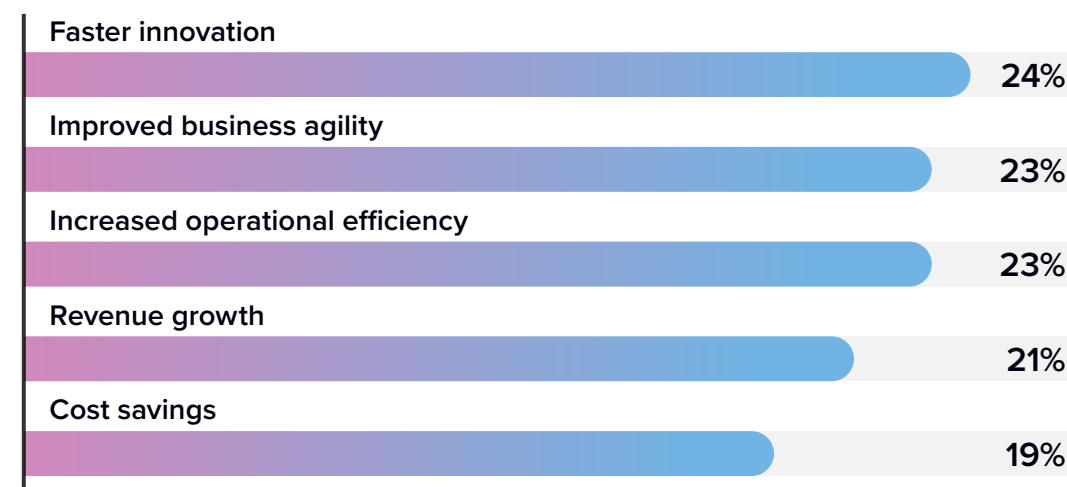 Faster innovation
24%
Improved business agility
23%
Increased operational efficiency
23%
Revenue growth
21%
Cost savings
19%